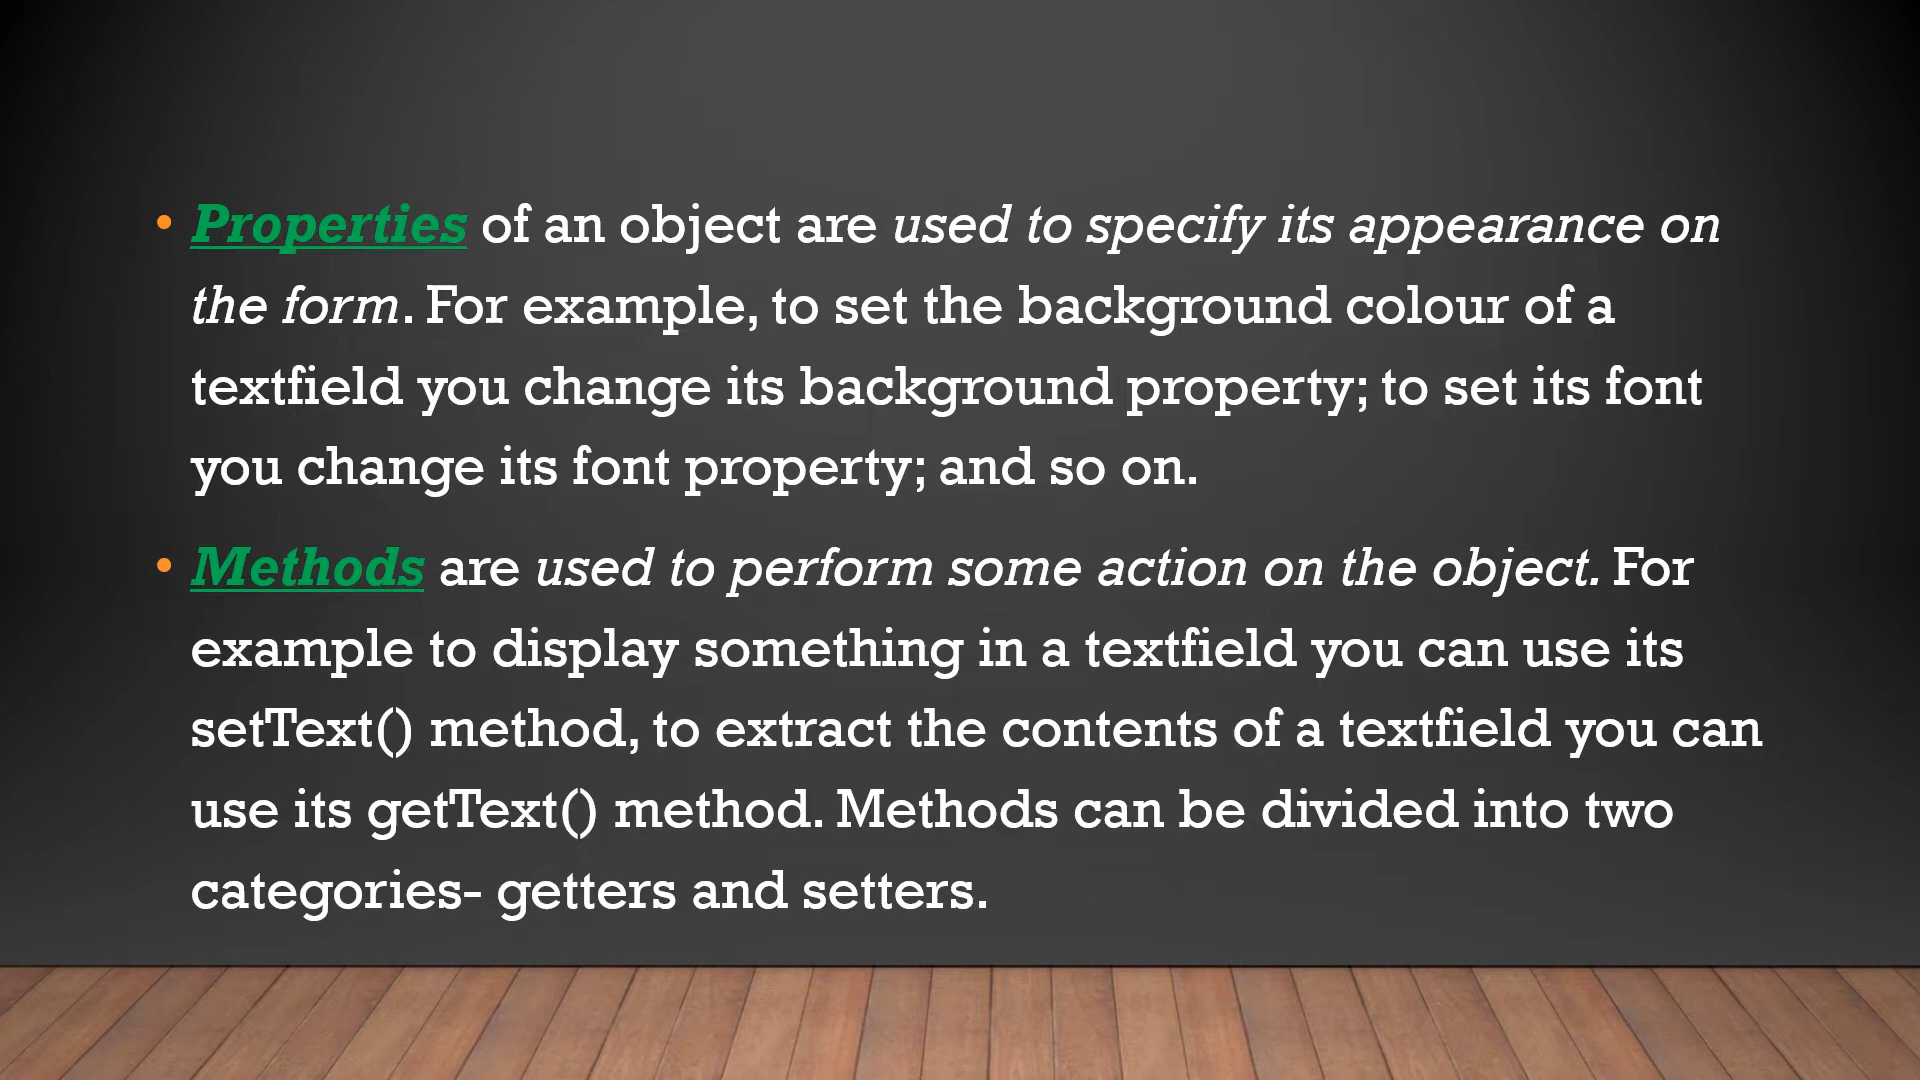 • Properties of an object are used to specify its appearance on
the form. For example, to set the background colour of a
textfield you change its background property; to set its font
you change its font property; and so on.
• Methods are used to perform some action on the object. For
example to display something in a textfield you can use its
setText() method, to extract the contents of a textfield you can
use its getText() method. Methods can be divided into two
categories- getters and setters.